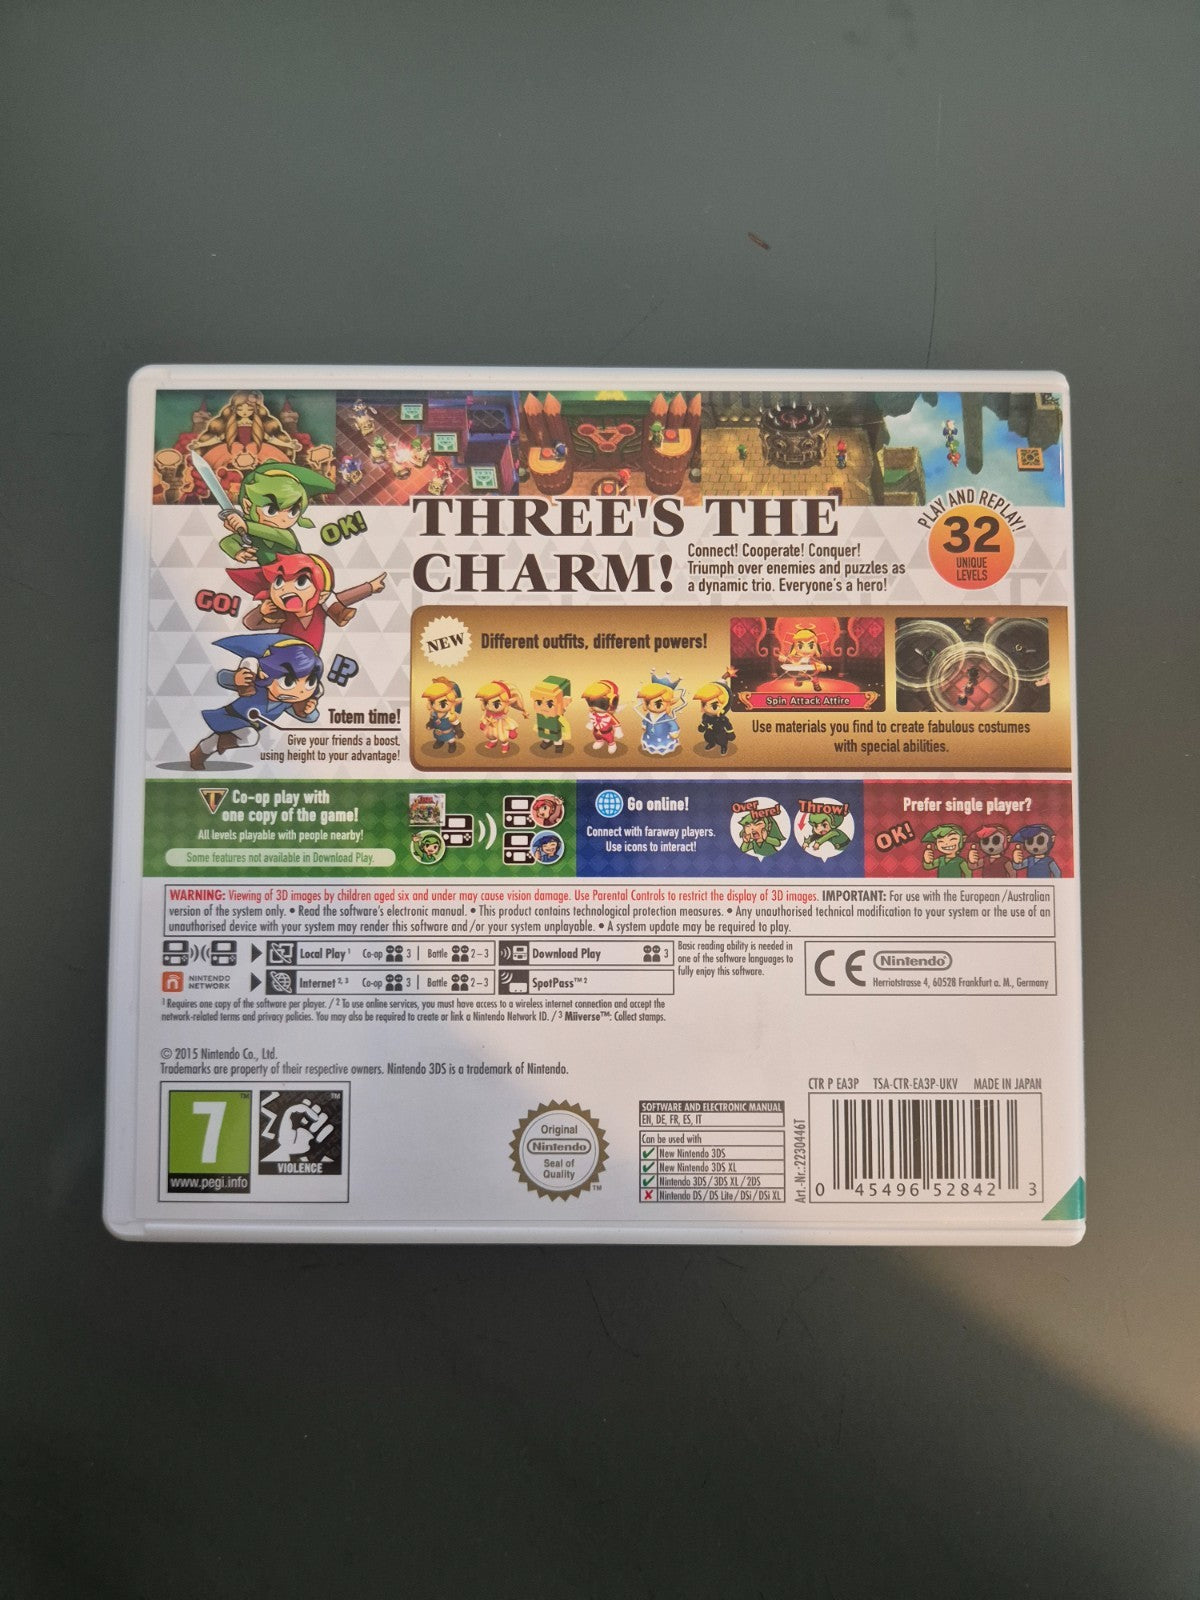 OK!
GO!
!?
Totem time!
Give your friends a boost,
using height to your advantage!
THREE'S THE
CHARM!
Connect! Cooperate! Conquer!
Triumph over enemies and puzzles as
a dynamic trio. Everyone's a hero!
PLAY AND REPLAY!
32
UNIQUE
LEVELS
NEW
Different outfits, different powers!
Spin Attack Attire
Use materials you find to create fabulous costumes
with special abilities.
Co-op play with
one copy of the game!
All levels playable with people nearby!
Some features not available in Download Play.
Go online!
Connect with faraway players.
Use icons to interact!
Over here!
Throw!
Prefer single player?
OK!
WARNING: Viewing of 3D images by children aged six and under may cause vision damage. Use Parental Controls to restrict the display of 3D images. IMPORTANT: For use with the European/Australian
version of the system only. • Read the software's electronic manual. • This product contains technological protection measures. • Any unauthorised technical modification to your system or the use of an
unauthorised device with your system may render this software and/or your system unplayable. • A system update may be required to play.
Local Play 1 Co-op 3 | Battle 2-3
Download Play 3
NINTENDO NETWORK
Internet 2, 3 Co-op 3 | Battle 2-3
SpotPass™ 2
Basic reading ability is needed in
one of the software languages to
fully enjoy this software.
CE
Nintendo
Herriotstrasse 4, 60528 Frankfurt a. M., Germany
1 Requires one copy of the software per player. / 2 To use online services, you must have access to a wireless internet connection and accept the
network-related terms and privacy policies. You may also be required to create or link a Nintendo Network ID. / 3 Miiverse™: Collect stamps.
© 2015 Nintendo Co., Ltd.
Trademarks are property of their respective owners. Nintendo 3DS is a trademark of Nintendo.
7
™
www.pegi.info
™
VIOLENCE
Original
Nintendo
Seal of
Quality
™
SOFTWARE AND ELECTRONIC MANUAL
EN, DE, FR, ES, IT
Can be used with
New Nintendo 3DS
New Nintendo 3DS XL
Nintendo 3DS / 3DS XL / 2DS
Nintendo DS / DS Lite / DSi / DSi XL
CTR P EA3P TSA-CTR-EA3P-UKV MADE IN JAPAN
Art.-Nr.:2230446T
0 45496 52842 3